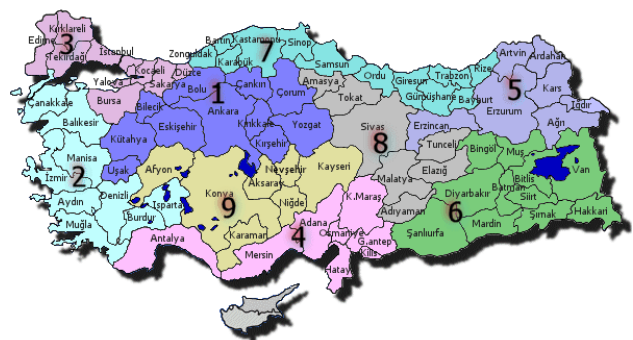 Kırklareli
Edirne
3
Tekirdağ
İstanbul
Kocaeli
Yalova
Sakarya
Düzce
Bursa
Bilecik
Zonguldak
Bartın
Kastamonu
Karabük
7
Sinop
Samsun
Ordu
Giresun
Trabzon
Rize
Gümüşhane
Bayburt
Artvin
Ardahan
Kars
5
Erzurum
Iğdır
Ağrı
Erzincan
Çanakkale
Balıkesir
Manisa
2
İzmir
Aydın
Muğla
Denizli
Uşak
Kütahya
Eskişehir
Bolu
1
Çankırı
Çorum
Ankara
Kırıkkale
Kırşehir
Yozgat
Amasya
Tokat
Sivas
8
Tunceli
Elazığ
Malatya
Adıyaman
Bingöl
Muş
Bitlis
Van
Diyarbakır
Batman
Siirt
6
Mardin
Şırnak
Hakkari
Şanlıurfa
Afyon
Isparta
Burdur
Konya
9
Aksaray
Nevşehir
Niğde
Kayseri
Karaman
Antalya
Mersin
4
Adana
Osmaniye
K.Maraş
G.antep
Kilis
Hatay